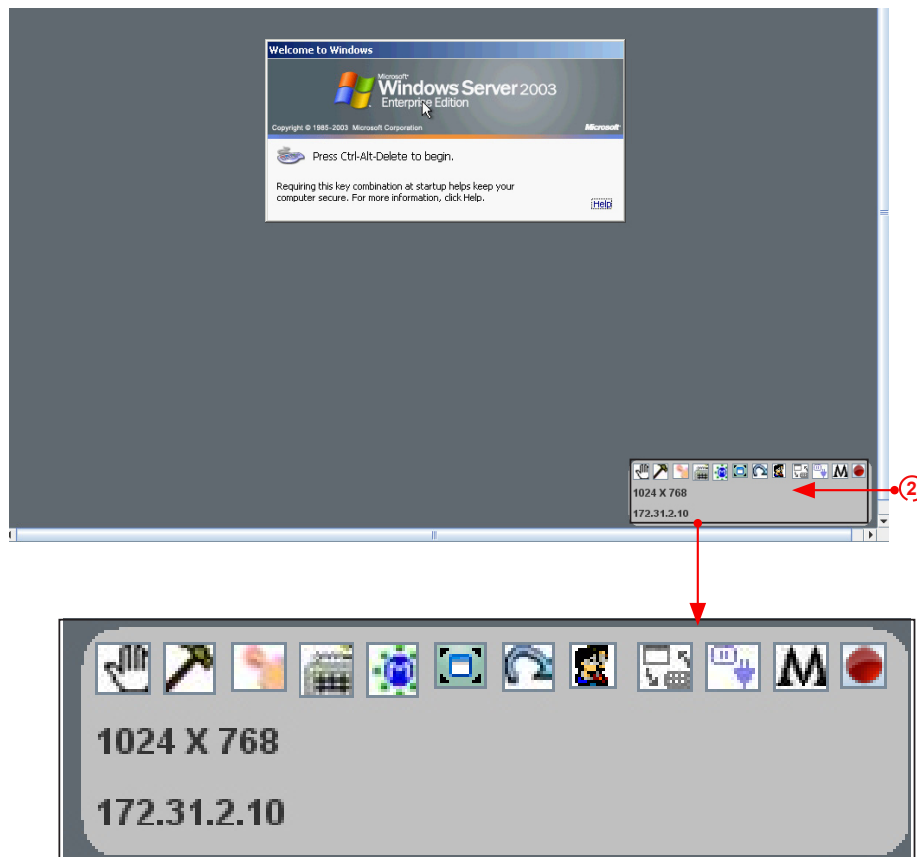 Welcome to Windows
Microsoft
Windows Server 2003
Enterprise Edition
Copyright © 1985-2003 Microsoft Corporation
Microsoft
Press Ctrl-Alt-Delete to begin.
Requiring this key combination at startup helps keep your
computer secure. For more information, click Help.
Help
M
1024 X 768
172.31.2.10
2
M
1024 X 768
172.31.2.10